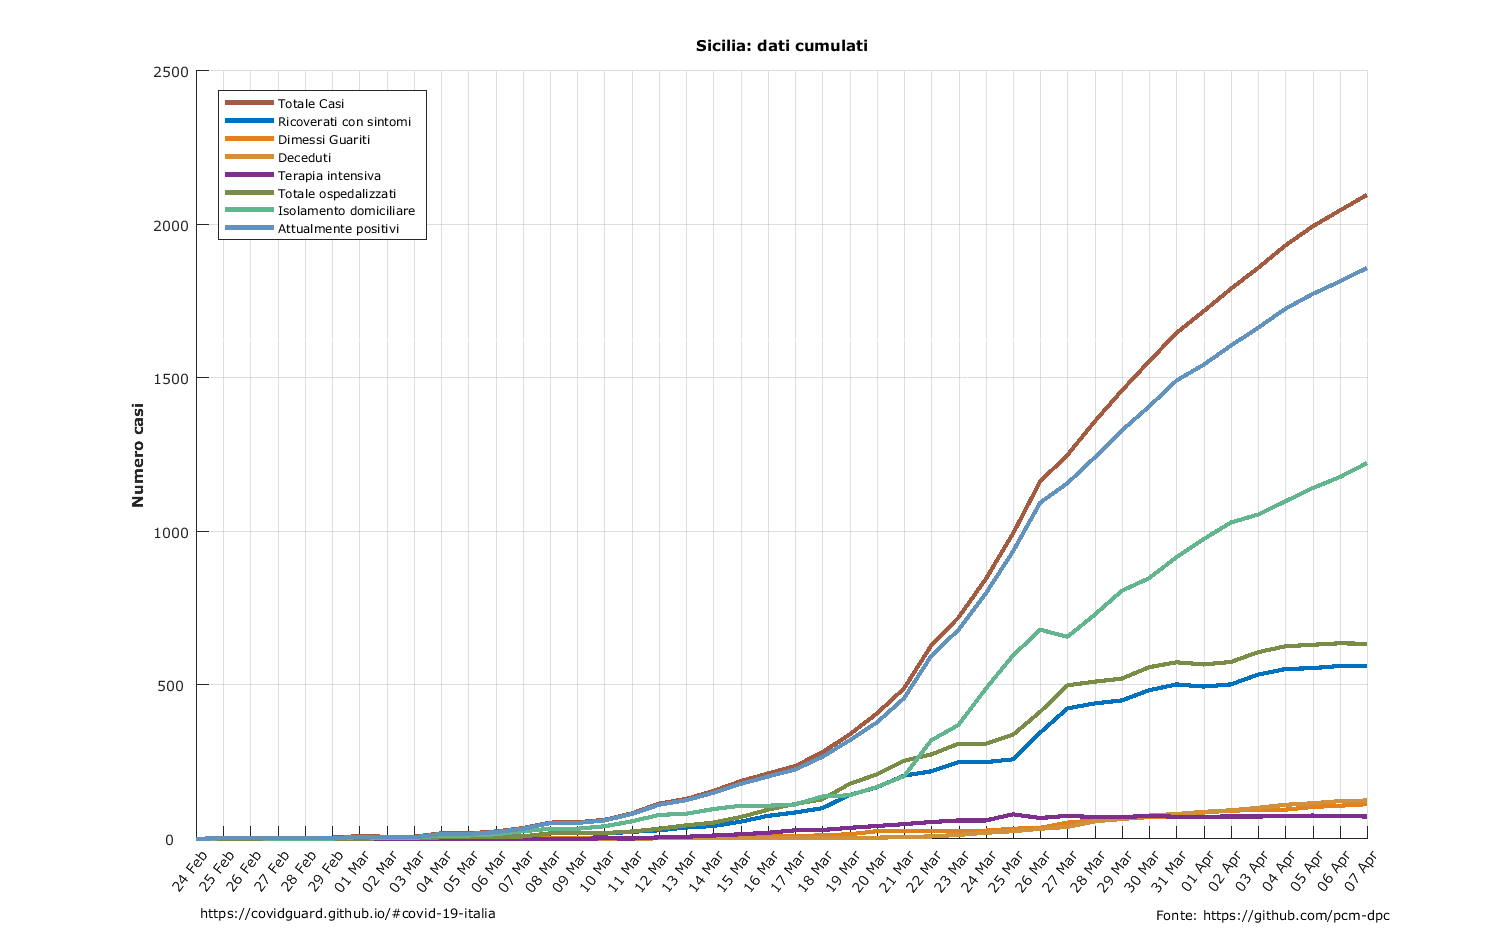 Sicilia: dati cumulati
2500
2000
1500
1000
500
0
Numero casi
Totale Casi
Ricoverati con sintomi
Dimessi Guariti
Deceduti
Terapia intensiva
Totale ospedalizzati
Isolamento domiciliare
Attualmente positivi
24 Feb
25 Feb
26 Feb
27 Feb
28 Feb
29 Feb
01 Mar
02 Mar
03 Mar
04 Mar
05 Mar
06 Mar
07 Mar
08 Mar
09 Mar
10 Mar
11 Mar
12 Mar
13 Mar
14 Mar
15 Mar
16 Mar
17 Mar
18 Mar
19 Mar
20 Mar
21 Mar
22 Mar
23 Mar
24 Mar
25 Mar
26 Mar
27 Mar
28 Mar
29 Mar
30 Mar
31 Mar
01 Apr
02 Apr
03 Apr
04 Apr
05 Apr
06 Apr
07 Apr
https://covidguard.github.io/#covid-19-italia
Fonte: https://github.com/pcm-dpc